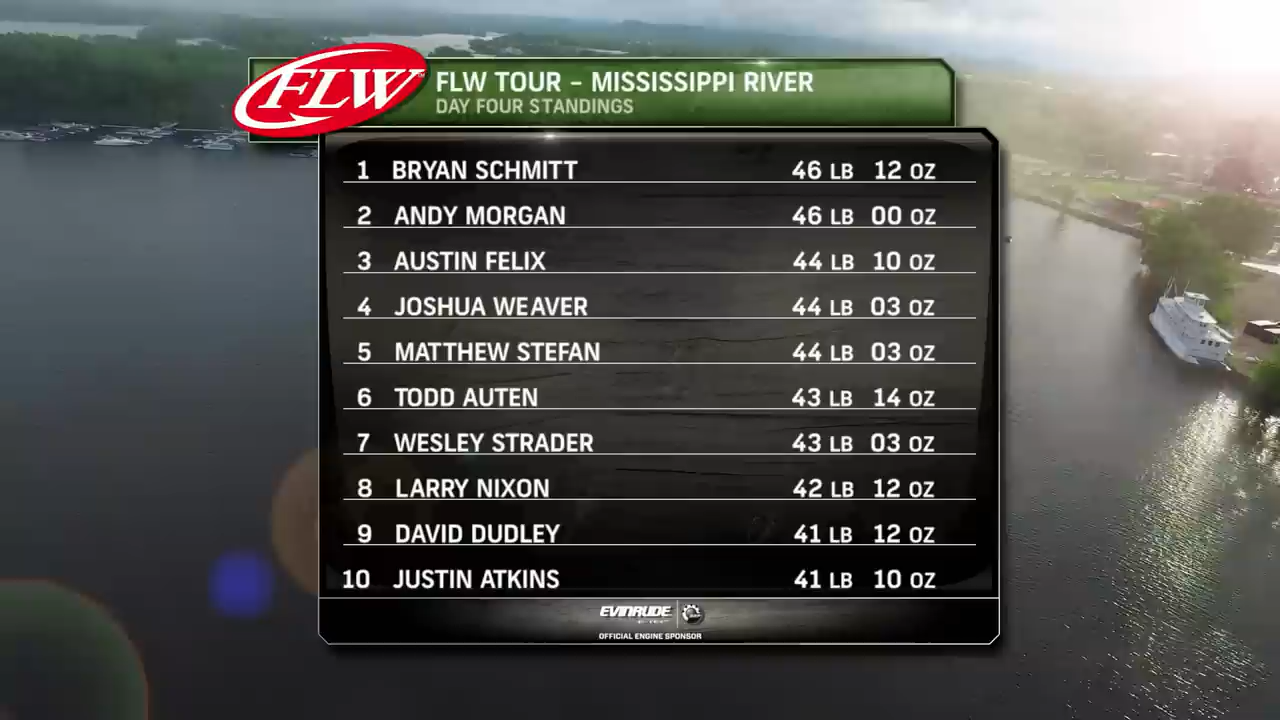 FLW
FLW TOUR - MISSISSIPPI RIVER
DAY FOUR STANDINGS
1 BRYAN SCHMITT 46 LB 12 OZ
2 ANDY MORGAN 46 LB 00 OZ
3 AUSTIN FELIX 44 LB 10 OZ
4 JOSHUA WEAVER 44 LB 03 OZ
5 MATTHEW STEFAN 44 LB 03 OZ
6 TODD AUTEN 43 LB 14 OZ
7 WESLEY STRADER 43 LB 03 OZ
8 LARRY NIXON 42 LB 12 OZ
9 DAVID DUDLEY 41 LB 12 OZ
10 JUSTIN ATKINS 41 LB 10 OZ
EVINRUDE
OFFICIAL ENGINE SPONSOR